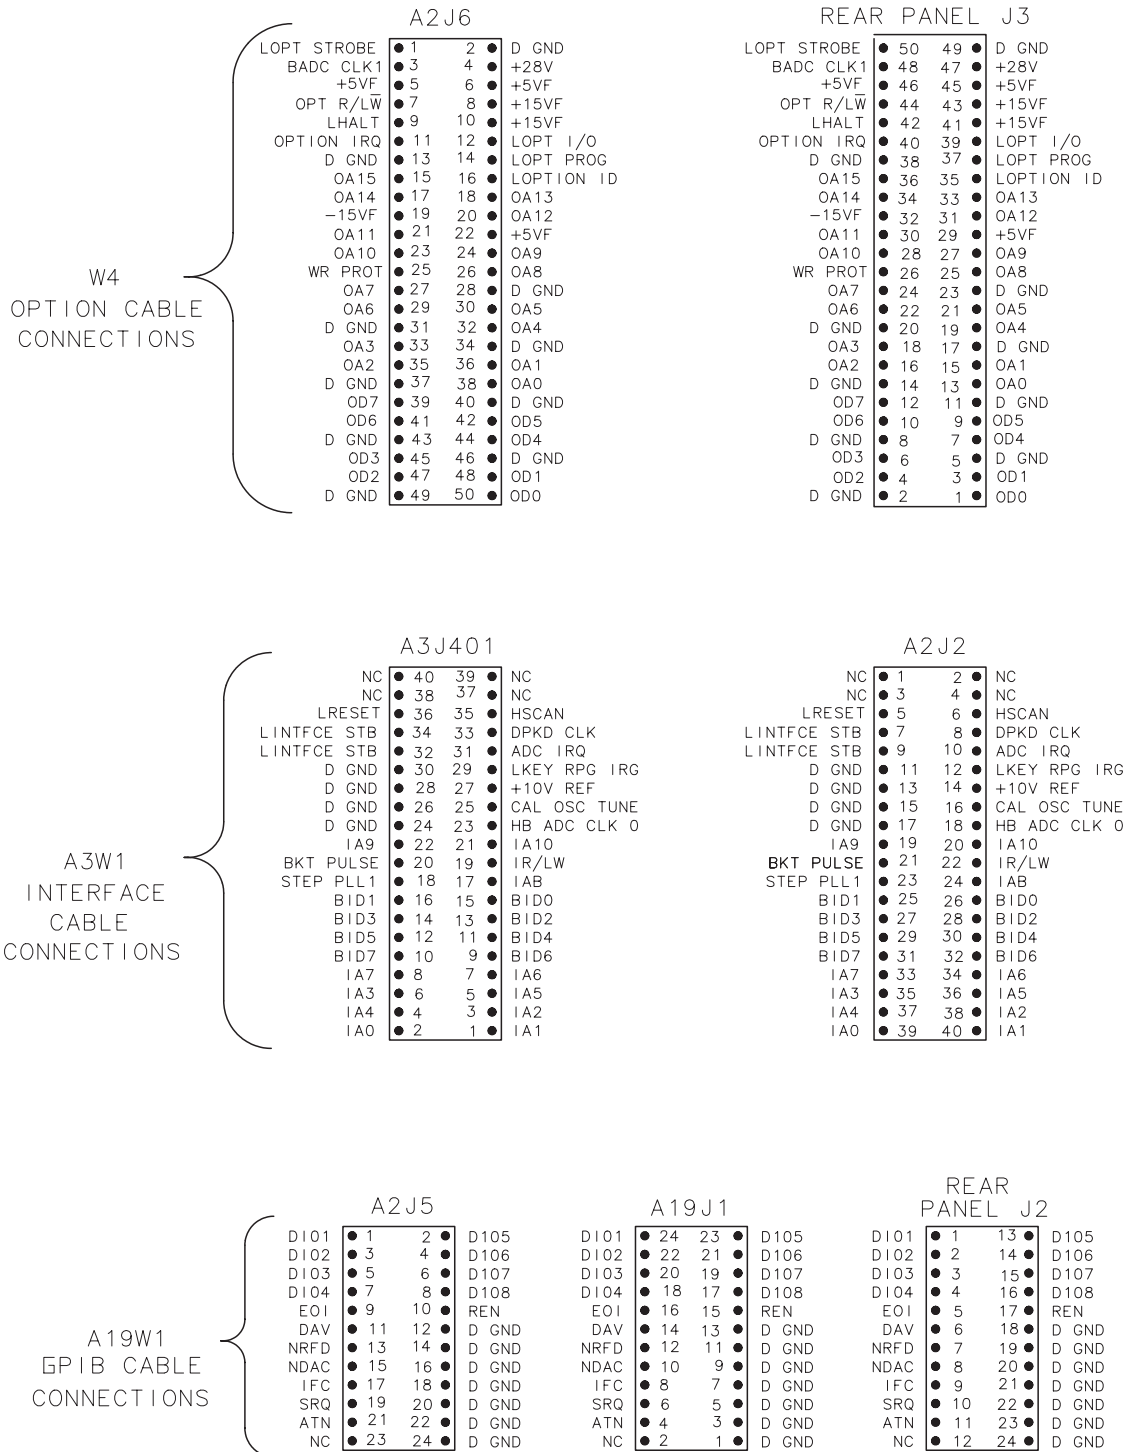 A2J6
LOPT STROBE 1 2 D GND
BADC CLK1 3 4 +28V
+5VF 5 6 +5VF
OPT R/LW̅ 7 8 +15VF
LHALT 9 10 +15VF
OPTION IRQ 11 12 LOPT I/O
D GND 13 14 LOPT PROG
OA15 15 16 LOPTION ID
OA14 17 18 OA13
-15VF 19 20 OA12
OA11 21 22 +5VF
OA10 23 24 OA9
WR PROT 25 26 OA8
OA7 27 28 D GND
OA6 29 30 OA5
D GND 31 32 OA4
OA3 33 34 D GND
OA2 35 36 OA1
D GND 37 38 OA0
OD7 39 40 D GND
OD6 41 42 OD5
D GND 43 44 OD4
OD3 45 46 D GND
OD2 47 48 OD1
D GND 49 50 OD0
REAR PANEL J3
LOPT STROBE 50 49 D GND
BADC CLK1 48 47 +28V
+5VF 46 45 +5VF
OPT R/LW̅ 44 43 +15VF
LHALT 42 41 +15VF
OPTION IRQ 40 39 LOPT I/O
D GND 38 37 LOPT PROG
OA15 36 35 LOPTION ID
OA14 34 33 OA13
-15VF 32 31 OA12
OA11 30 29 +5VF
OA10 28 27 OA9
WR PROT 26 25 OA8
OA7 24 23 D GND
OA6 22 21 OA5
D GND 20 19 OA4
OA3 18 17 D GND
OA2 16 15 OA1
D GND 14 13 OA0
OD7 12 11 D GND
OD6 10 9 OD5
D GND 8 7 OD4
OD3 6 5 D GND
OD2 4 3 OD1
D GND 2 1 OD0
W4
OPTION CABLE
CONNECTIONS
A3J401
NC 40 39 NC
NC 38 37 NC
LRESET 36 35 HSCAN
LINTFCE STB 34 33 DPKD CLK
LINTFCE STB 32 31 ADC IRQ
D GND 30 29 LKEY RPG IRG
D GND 28 27 +10V REF
D GND 26 25 CAL OSC TUNE
D GND 24 23 HB ADC CLK 0
IA9 22 21 IA10
BKT PULSE 20 19 IR/LW
STEP PLL1 18 17 IAB
BID1 16 15 BID0
BID3 14 13 BID2
BID5 12 11 BID4
BID7 10 9 BID6
IA7 8 7 IA6
IA3 6 5 IA5
IA4 4 3 IA2
IA0 2 1 IA1
A2J2
NC 1 2 NC
NC 3 4 NC
LRESET 5 6 HSCAN
LINTFCE STB 7 8 DPKD CLK
LINTFCE STB 9 10 ADC IRQ
D GND 11 12 LKEY RPG IRG
D GND 13 14 +10V REF
D GND 15 16 CAL OSC TUNE
D GND 17 18 HB ADC CLK 0
IA9 19 20 IA10
BKT PULSE 21 22 IR/LW
STEP PLL1 23 24 IAB
BID1 25 26 BID0
BID3 27 28 BID2
BID5 29 30 BID4
BID7 31 32 BID6
IA7 33 34 IA6
IA3 35 36 IA5
IA4 37 38 IA2
IA0 39 40 IA1
A3W1
INTERFACE
CABLE
CONNECTIONS
A2J5
DIO1 1 2 D105
DIO2 3 4 D106
DIO3 5 6 D107
DIO4 7 8 D108
EOI 9 10 REN
DAV 11 12 D GND
NRFD 13 14 D GND
NDAC 15 16 D GND
IFC 17 18 D GND
SRQ 19 20 D GND
ATN 21 22 D GND
NC 23 24 D GND
A19J1
DIO1 24 23 D105
DIO2 22 21 D106
DIO3 20 19 D107
DIO4 18 17 D108
EOI 16 15 REN
DAV 14 13 D GND
NRFD 12 11 D GND
NDAC 10 9 D GND
IFC 8 7 D GND
SRQ 6 5 D GND
ATN 4 3 D GND
NC 2 1 D GND
REAR
PANEL J2
DIO1 1 13 D105
DIO2 2 14 D106
DIO3 3 15 D107
DIO4 4 16 D108
EOI 5 17 REN
DAV 6 18 D GND
NRFD 7 19 D GND
NDAC 8 20 D GND
IFC 9 21 D GND
SRQ 10 22 D GND
ATN 11 23 D GND
NC 12 24 D GND
A19W1
GPIB CABLE
CONNECTIONS